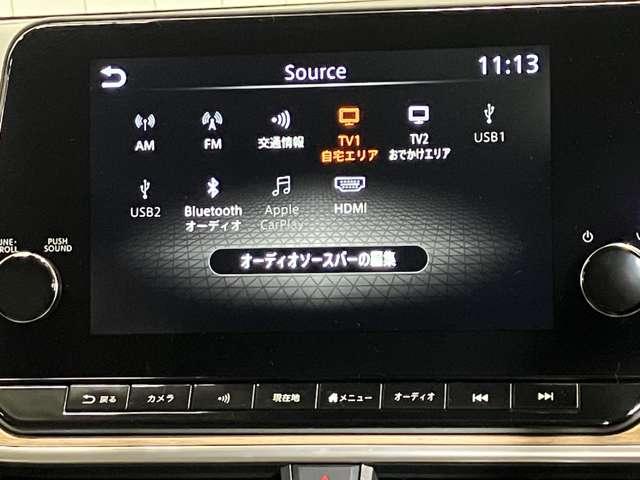 Source
11:13
AM
FM
交通情報
TV1
自宅エリア
TV2
おでかけエリア
USB1
USB2
Bluetooth
オーディオ
Apple
CarPlay
HDMI
オーディオソースバーの編集
PUSH
SOUND
戻る
カメラ
現在地
メニュー
オーディオ